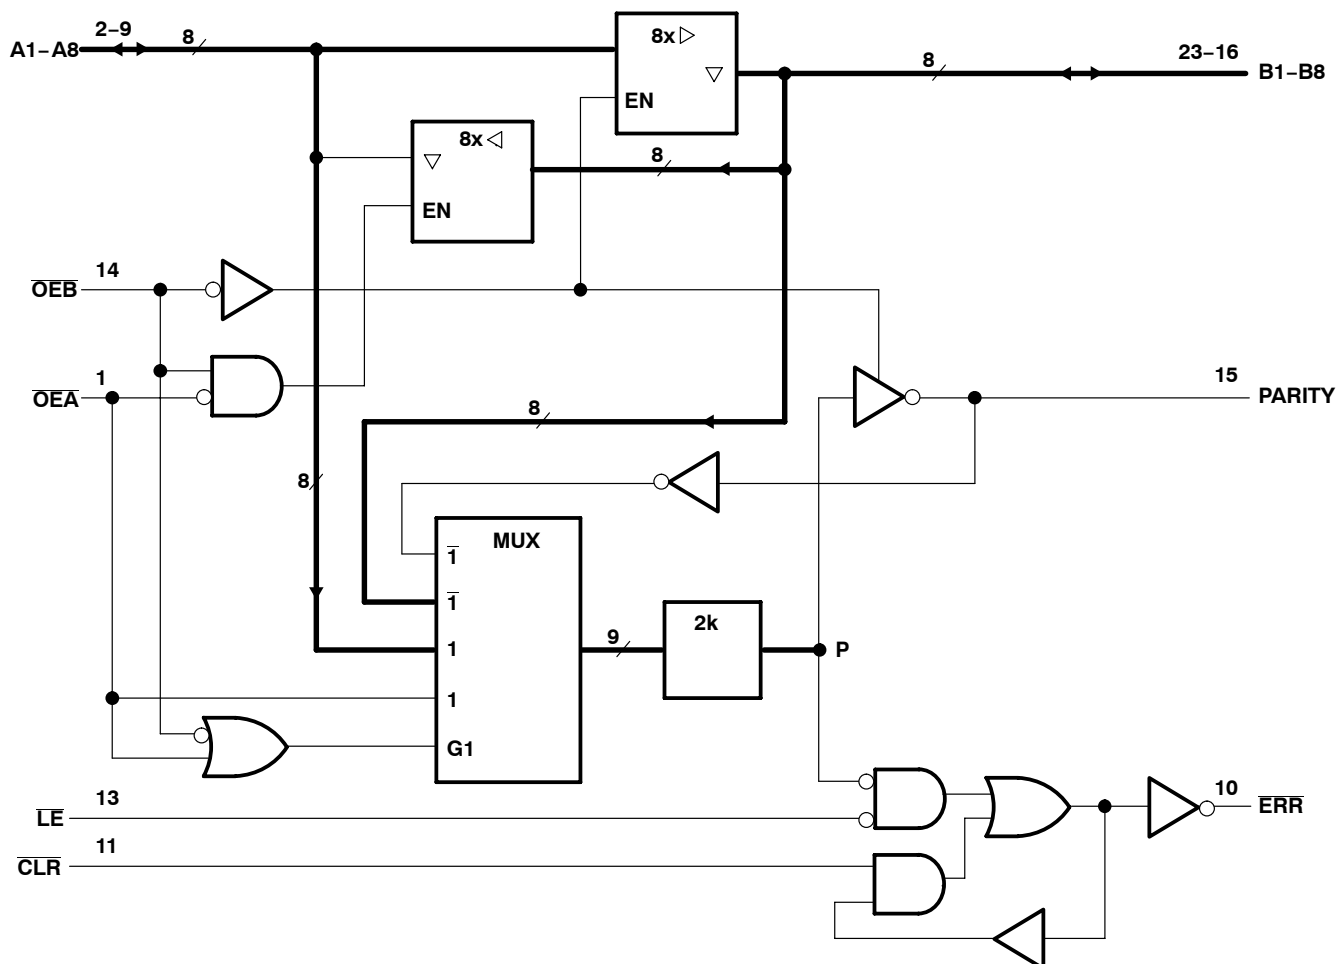 2–9
A1–A8
8
8x
EN
8
23–16
B1–B8
8x
EN
8
OEB
14
OEA
1
15
PARITY
8
8
MUX
1
1
1
1
G1
9
2k
P
LE
13
CLR
11
10
ERR